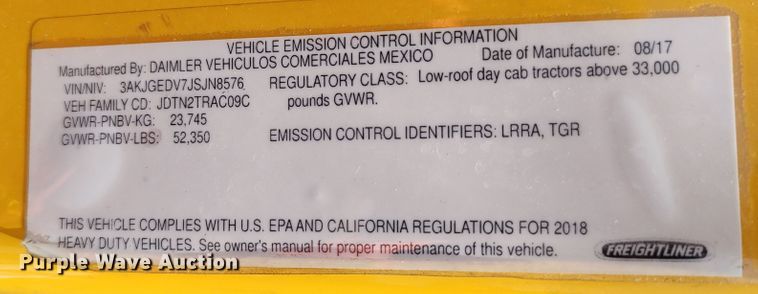 VEHICLE EMISSION CONTROL INFORMATION
Manufactured By: DAIMLER VEHICULOS COMERCIALES MEXICO Date of Manufacture: 08/17
VIN/NIV: 3AKJGEDV7JSJN8576 REGULATORY CLASS: Low-roof day cab tractors above 33,000
VEH FAMILY CD: JDTN2TRAC09C pounds GVWR.
GVWR-PNBV-KG: 23,745
GVWR-PNBV-LBS: 52,350 EMISSION CONTROL IDENTIFIERS: LRRA, TGR
THIS VEHICLE COMPLIES WITH U.S. EPA AND CALIFORNIA REGULATIONS FOR 2018
HEAVY DUTY VEHICLES. See owner's manual for proper maintenance of this vehicle. FREIGHTLINER
Purple Wave Auction